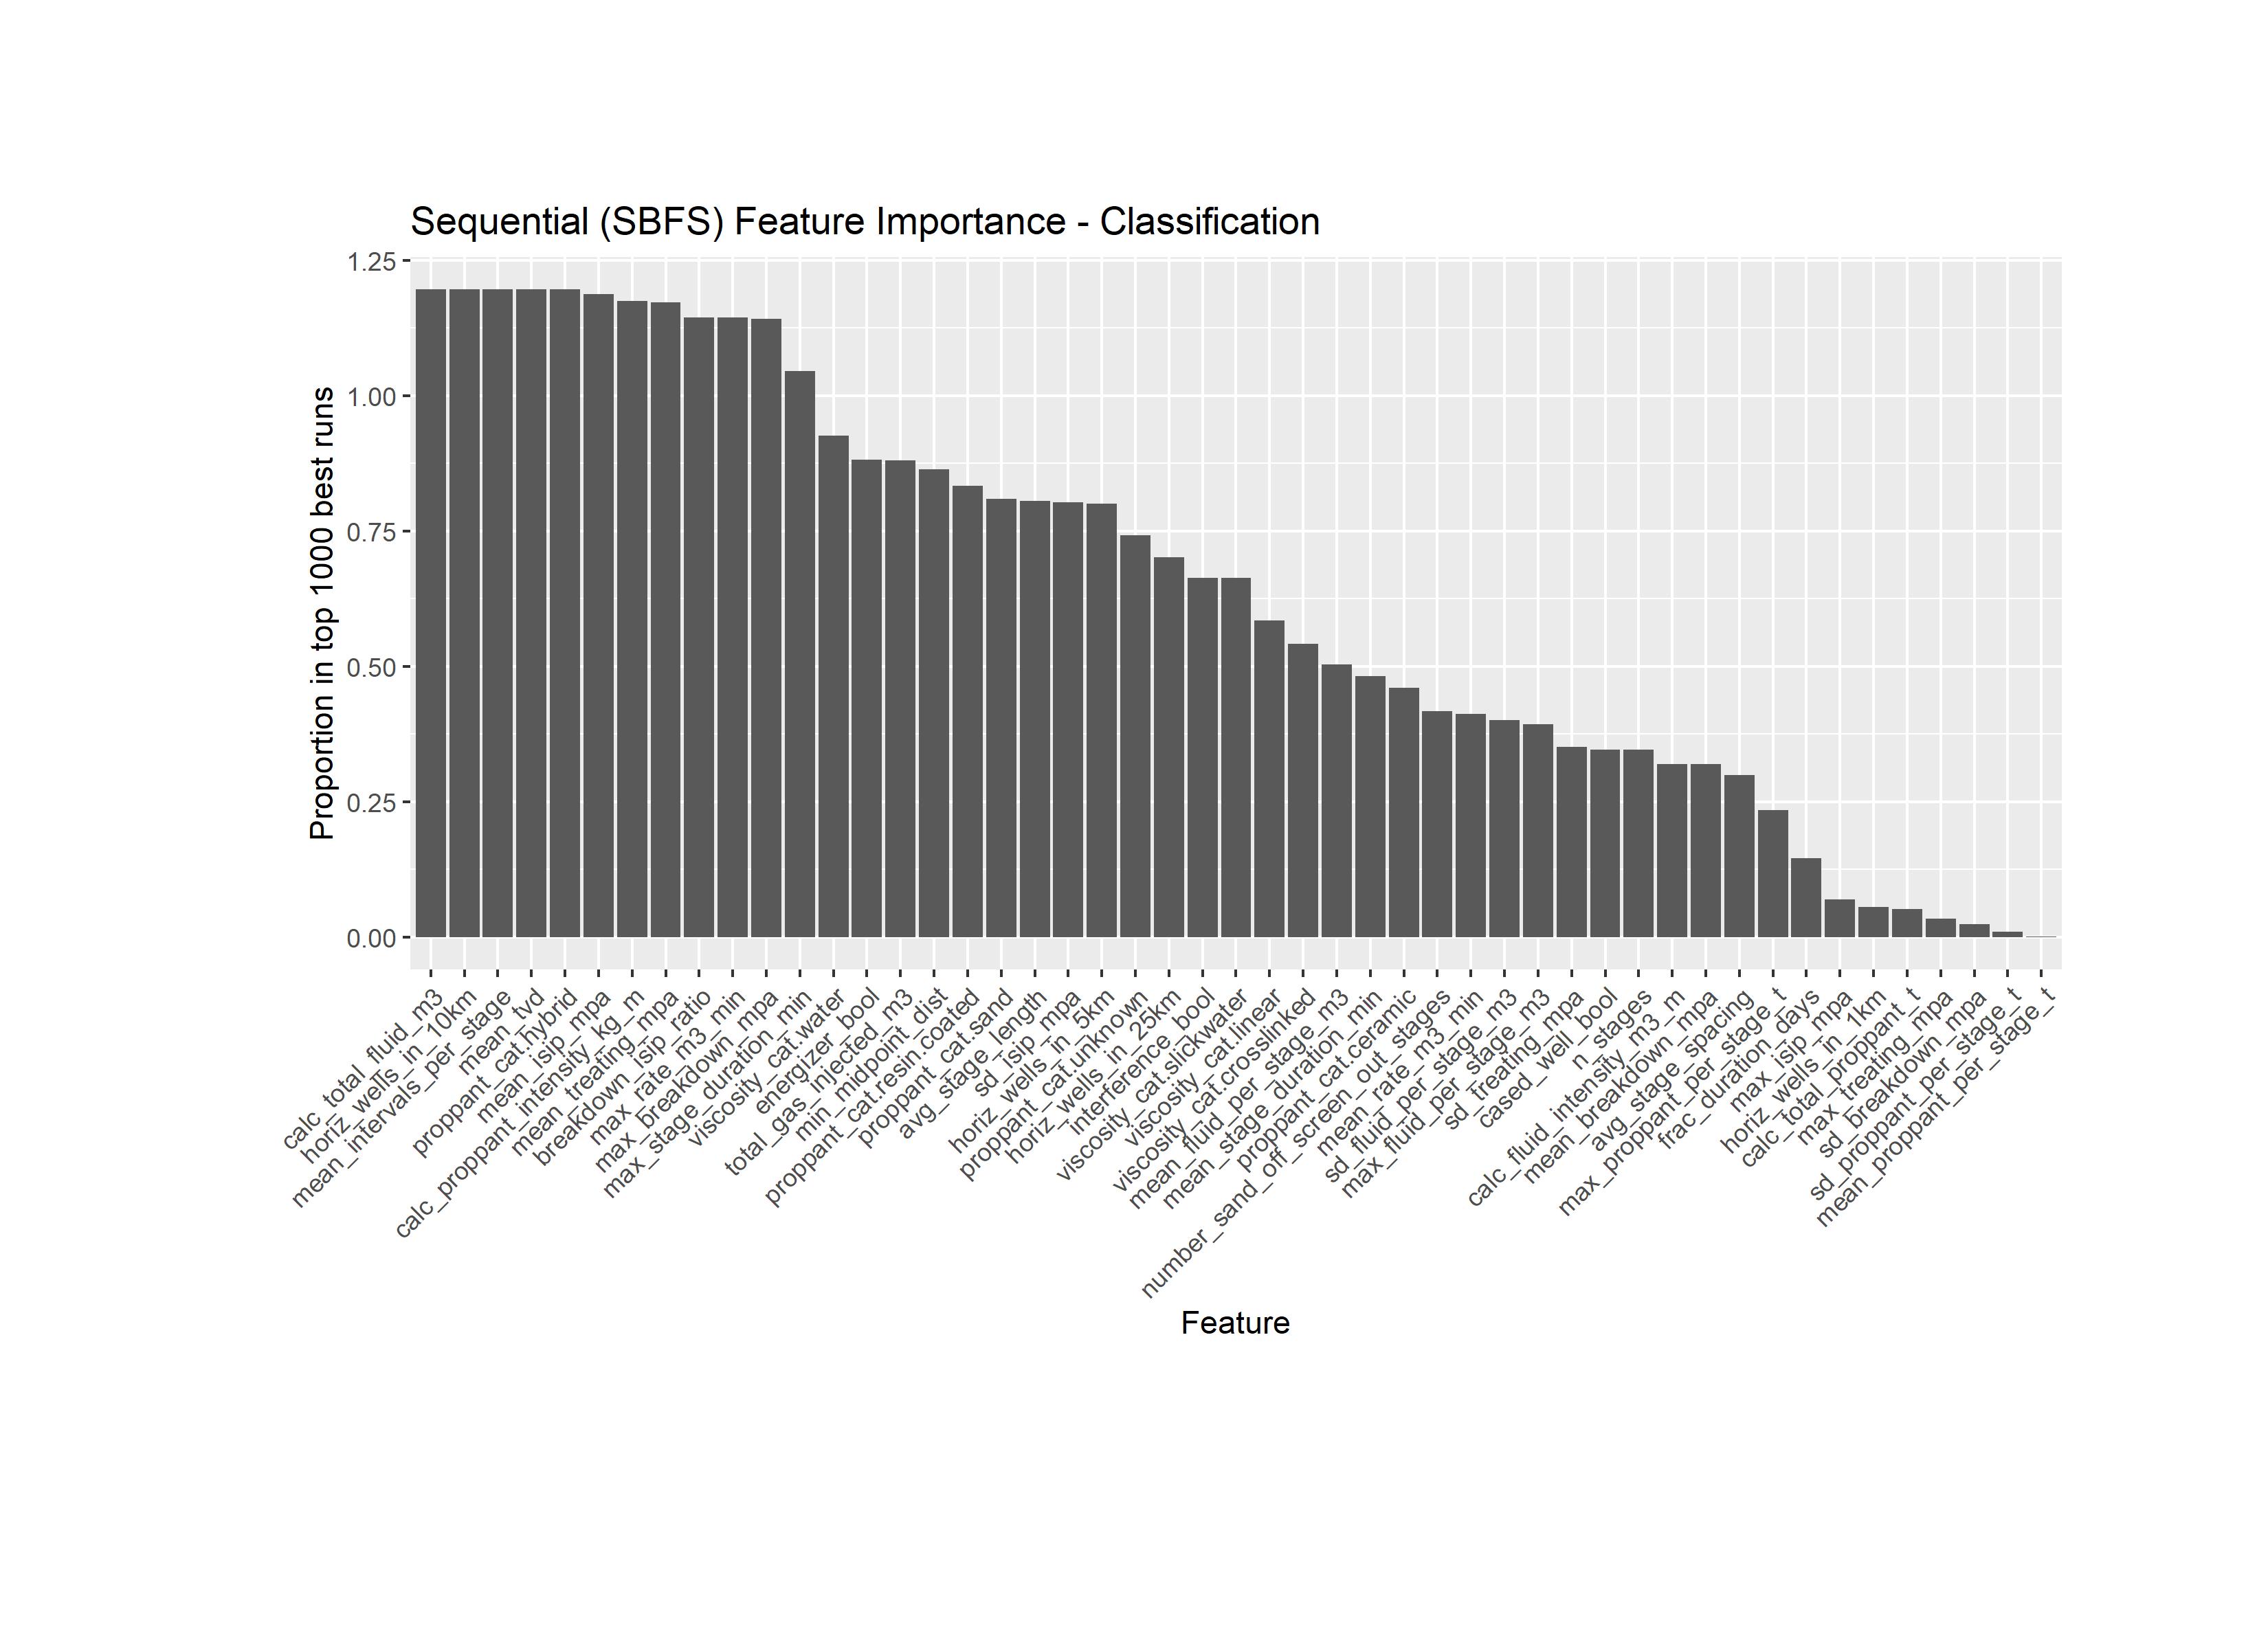 Sequential (SBFS) Feature Importance - Classification
Proportion in top 1000 best runs
1.25
1.00
0.75
0.50
0.25
0.00
calc_total_fluid_m3
horiz_wells_in_10km
mean_intervals_per_stage
mean_tvd
proppant_cat.hybrid
mean_isip_mpa
calc_proppant_intensity_kg_m
mean_treating_mpa
breakdown_isip_ratio
max_rate_m3_min
max_breakdown_mpa
max_stage_duration_min
viscosity_cat.water
energizer_bool
total_gas_injected_m3
min_midpoint_dist
proppant_cat.resin.coated
proppant_cat.sand
avg_stage_length
sd_isip_mpa
horiz_wells_in_5km
proppant_cat.unknown
horiz_wells_in_25km
interference_bool
viscosity_cat.slickwater
viscosity_cat.linear
viscosity_cat.crosslinked
mean_fluid_per_stage_m3
mean_stage_duration_min
proppant_cat.ceramic
number_sand_off_screen_out_stages
mean_rate_m3_min
sd_fluid_per_stage_m3
max_fluid_per_stage_m3
sd_treating_mpa
cased_well_bool
n_stages
calc_fluid_intensity_m3_m
mean_breakdown_mpa
avg_stage_spacing
max_proppant_per_stage_t
frac_duration_days
max_isip_mpa
horiz_wells_in_1km
calc_total_proppant_t
max_treating_mpa
sd_breakdown_mpa
sd_proppant_per_stage_t
mean_proppant_per_stage_t
Feature